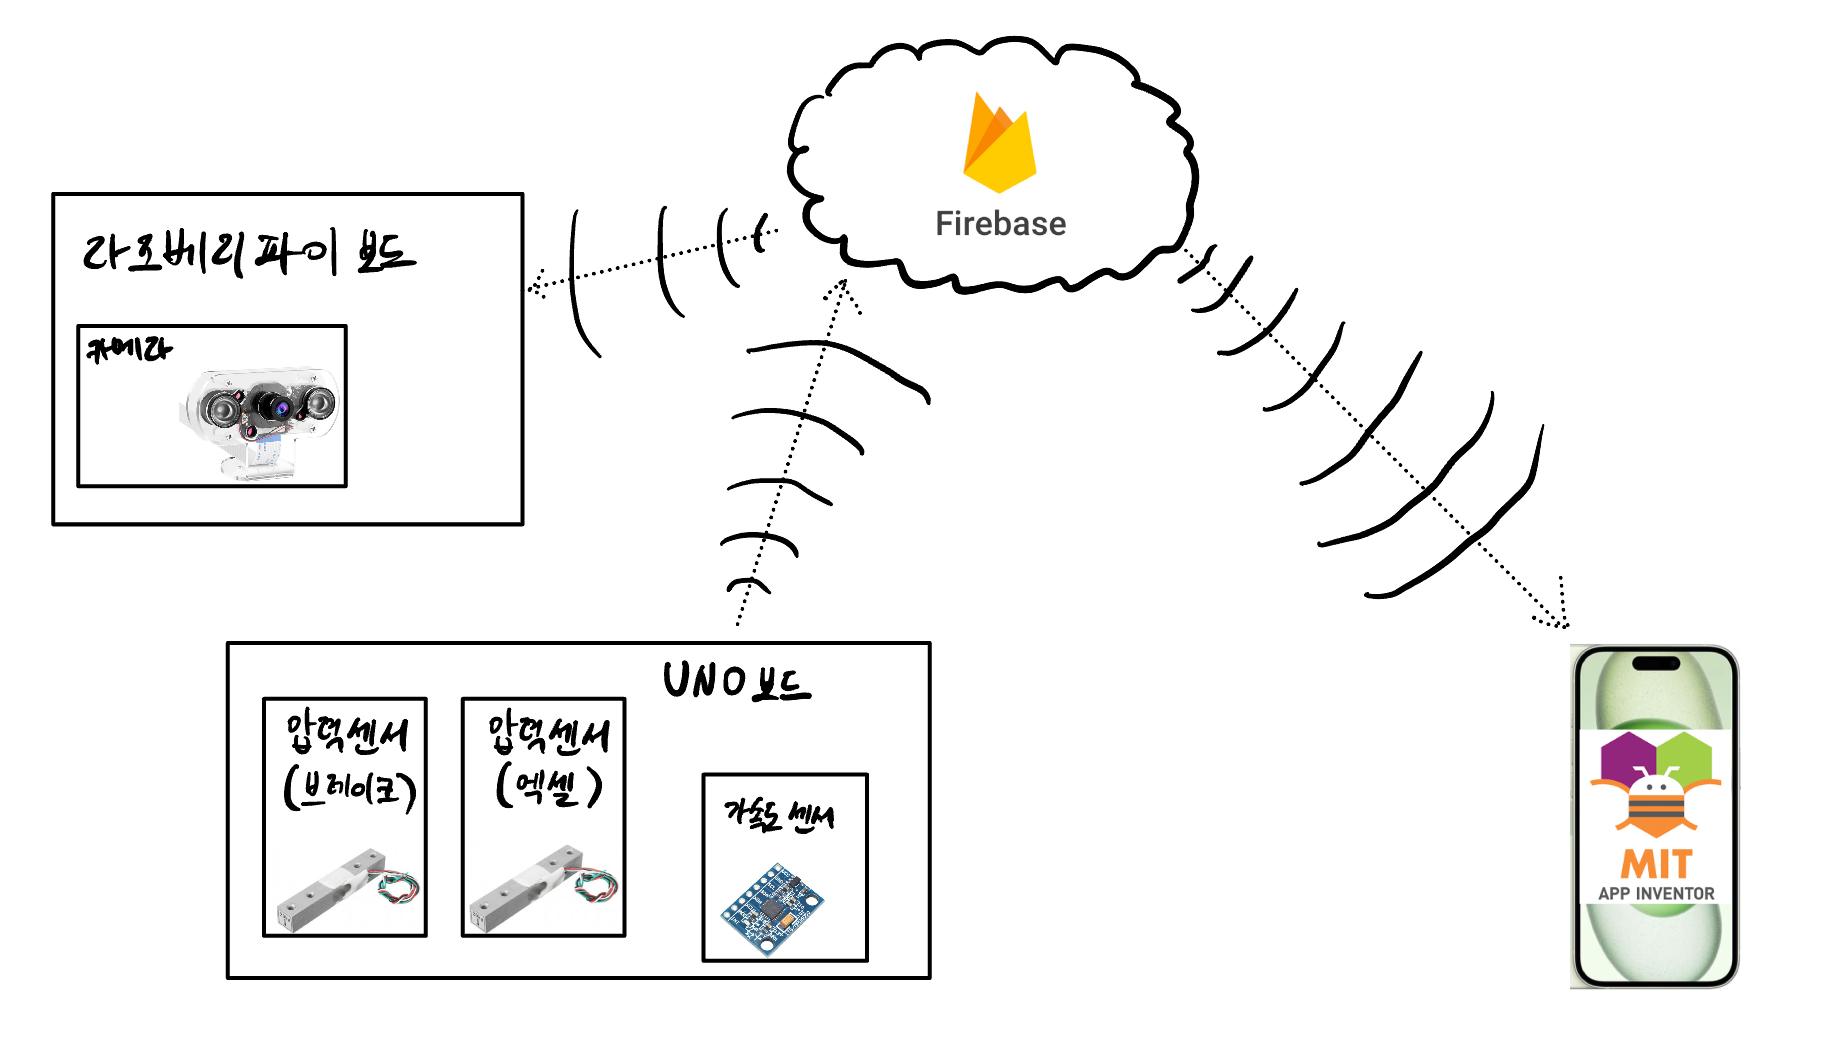 Firebase
라즈베리파이 보드
카메라
UNO 보드
압력센서
(브레이크)
압력센서
(엑셀)
가속도 센서
MIT
APP INVENTOR